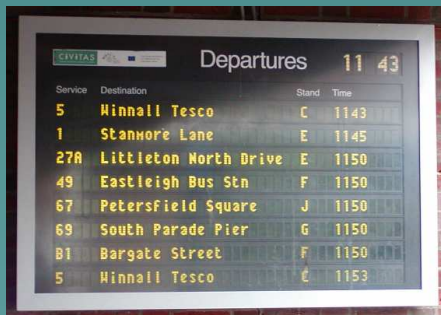 CIVITAS
Departures 11 43
Service Destination Stand Time
5 Winnall Tesco C 1143
1 Stanmore Lane E 1145
27A Littleton North Drive E 1150
49 Eastleigh Bus Stn F 1150
67 Petersfield Square J 1150
69 South Parade Pier G 1150
B1 Bargate Street F 1150
5 Winnall Tesco C 1153